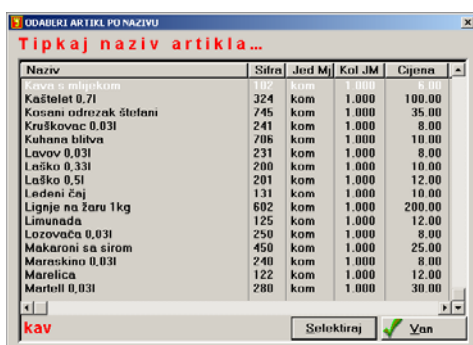 ODABERI ARTIKL PO NAZIVU
Tipkaj naziv artikla...
Naziv Sifra Jed Mj Kol JM Cijena
Kava s mlijekom 102 kom 1.000 6.00
Kaštelet 0,7l 324 kom 1.000 100.00
Kosani odrezak štefani 745 kom 1.000 35.00
Kruškovac 0,03l 241 kom 1.000 8.00
Kuhana blitva 706 kom 1.000 10.00
Lavov 0,03l 231 kom 1.000 8.00
Laško 0,33l 200 kom 1.000 10.00
Laško 0,5l 201 kom 1.000 12.00
Ledeni čaj 131 kom 1.000 10.00
Lignje na žaru 1kg 602 kom 1.000 200.00
Limunada 125 kom 1.000 12.00
Lozovača 0,03l 250 kom 1.000 8.00
Makaroni sa sirom 450 kom 1.000 25.00
Maraskino 0,03l 240 kom 1.000 8.00
Marelica 122 kom 1.000 12.00
Martell 0,03l 280 kom 1.000 30.00
kav Selektiraj Van